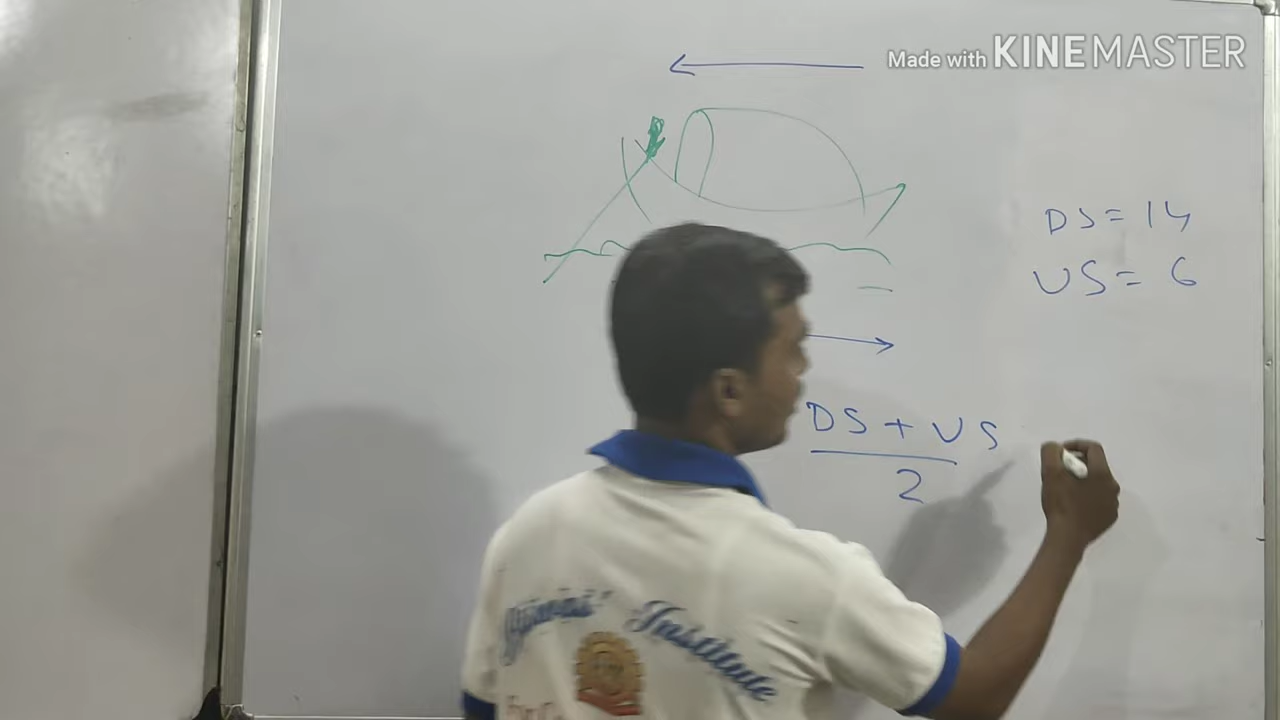 Made with KINEMASTER
DS = 14
US = 6
DS + US
2
Institute